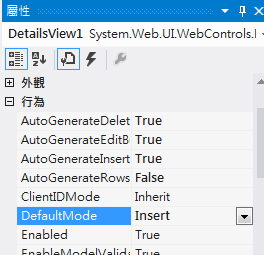 屬性
DetailsView1 System.Web.UI.WebControls.
外觀
行為
AutoGenerateDelet True
AutoGenerateEditB True
AutoGenerateInsert True
AutoGenerateRows False
ClientIDMode Inherit
DefaultMode Insert
Enabled True
EnableModelValida True